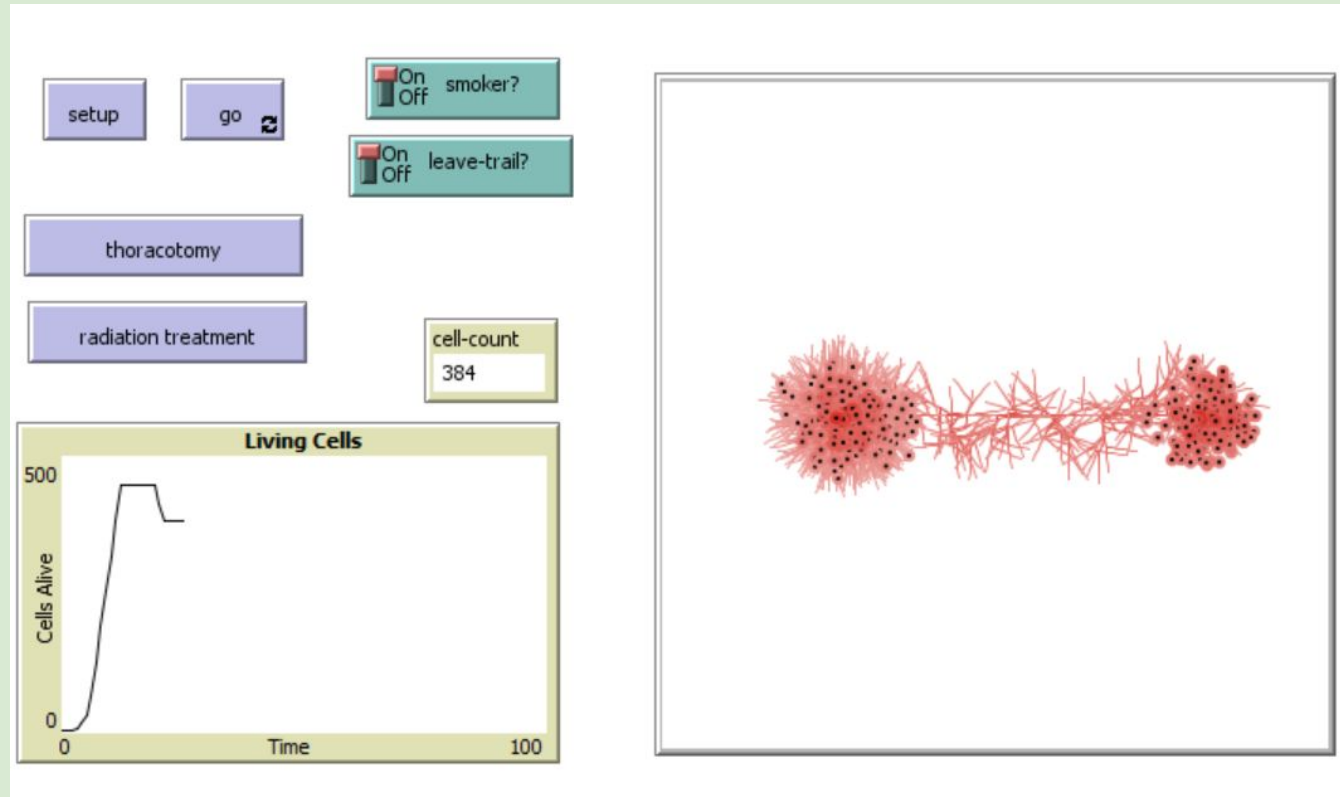 setup
go
On
Off
smoker?
On
Off
leave-trail?
thoracotomy
radiation treatment
cell-count
384
Living Cells
500
Cells Alive
0
0
Time
100